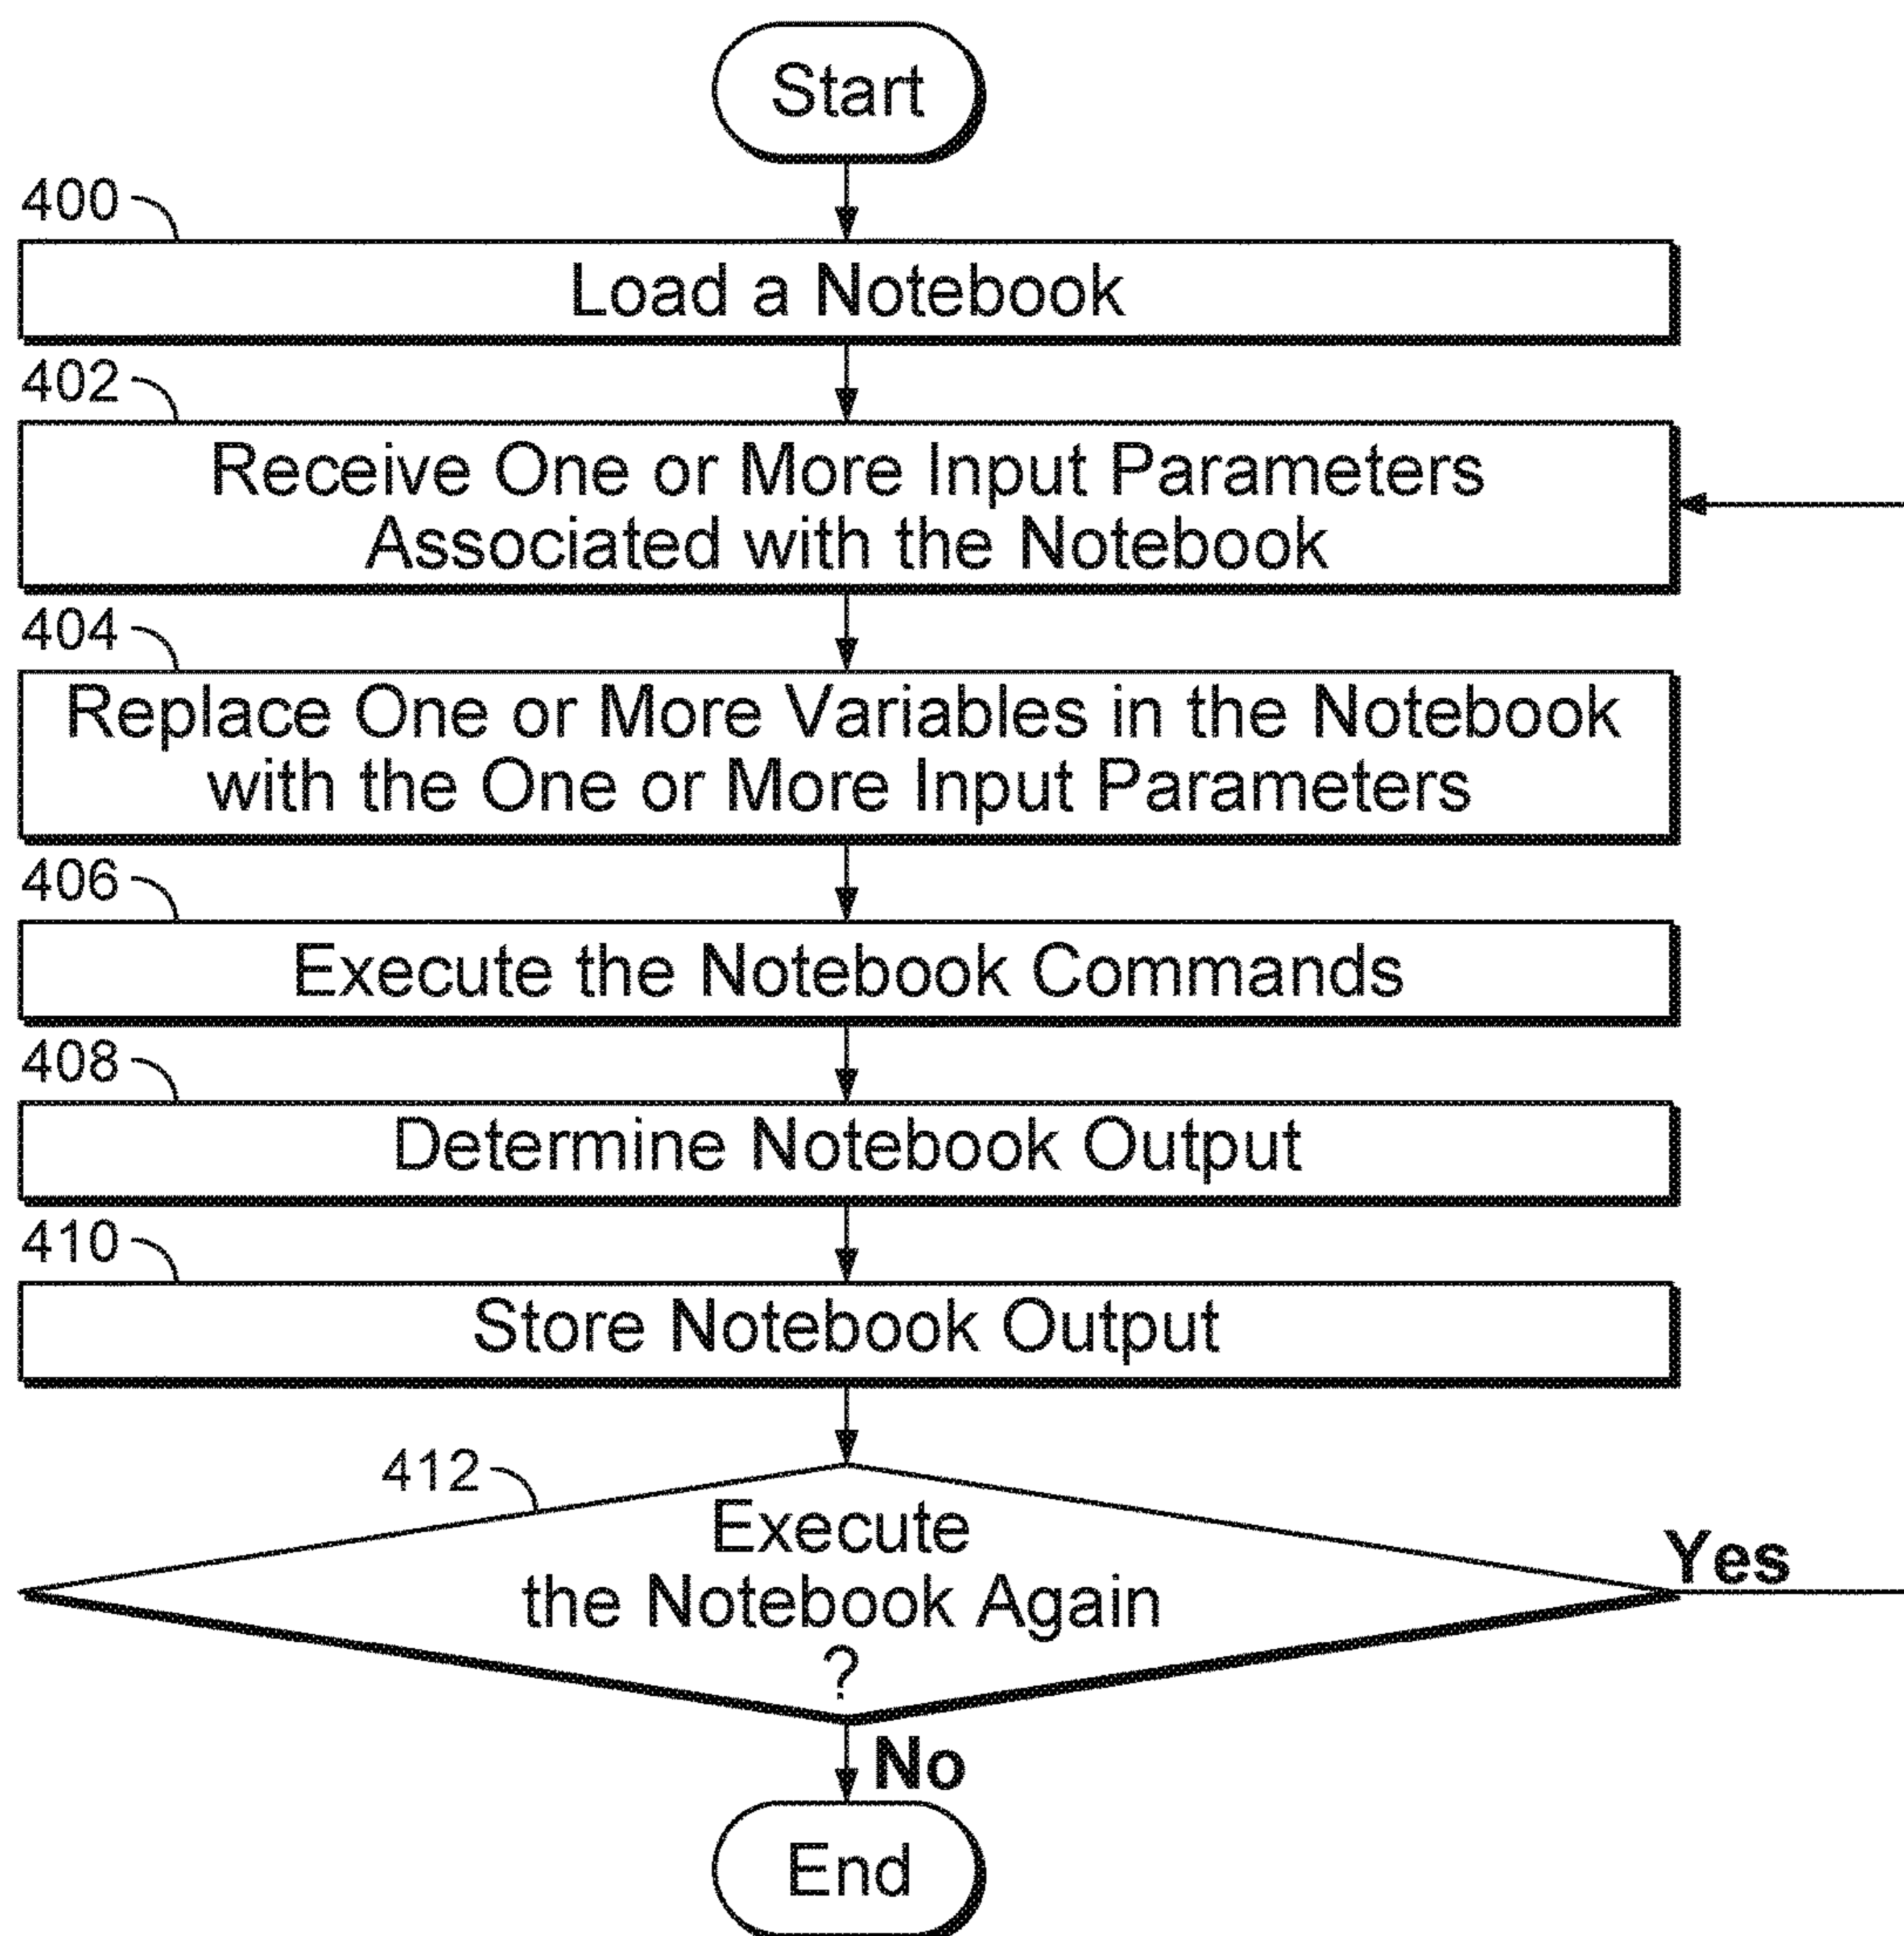 Start
400
Load a Notebook
402
Receive One or More Input Parameters
Associated with the Notebook
404
Replace One or More Variables in the Notebook
with the One or More Input Parameters
406
Execute the Notebook Commands
408
Determine Notebook Output
410
Store Notebook Output
412
Execute
the Notebook Again
?
Yes
No
End